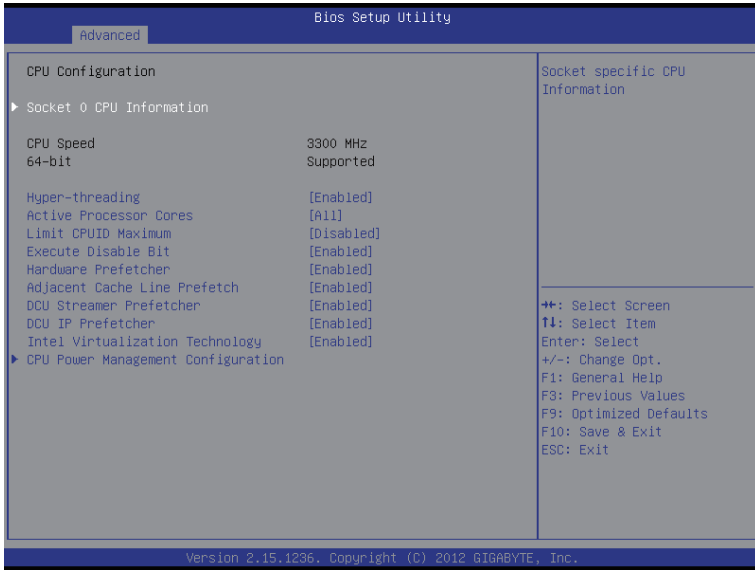 Bios Setup Utility
Advanced
CPU Configuration
▶ Socket 0 CPU Information
CPU Speed 3300 MHz
64-bit Supported
Hyper-threading [Enabled]
Active Processor Cores [All]
Limit CPUID Maximum [Disabled]
Execute Disable Bit [Enabled]
Hardware Prefetcher [Enabled]
Adjacent Cache Line Prefetch [Enabled]
DCU Streamer Prefetcher [Enabled]
DCU IP Prefetcher [Enabled]
Intel Virtualization Technology [Enabled]
▶ CPU Power Management Configuration
Socket specific CPU
Information
→←: Select Screen
↑↓: Select Item
Enter: Select
+/-: Change Opt.
F1: General Help
F3: Previous Values
F9: Optimized Defaults
F10: Save & Exit
ESC: Exit
Version 2.15.1236. Copyright (C) 2012 GIGABYTE, Inc.